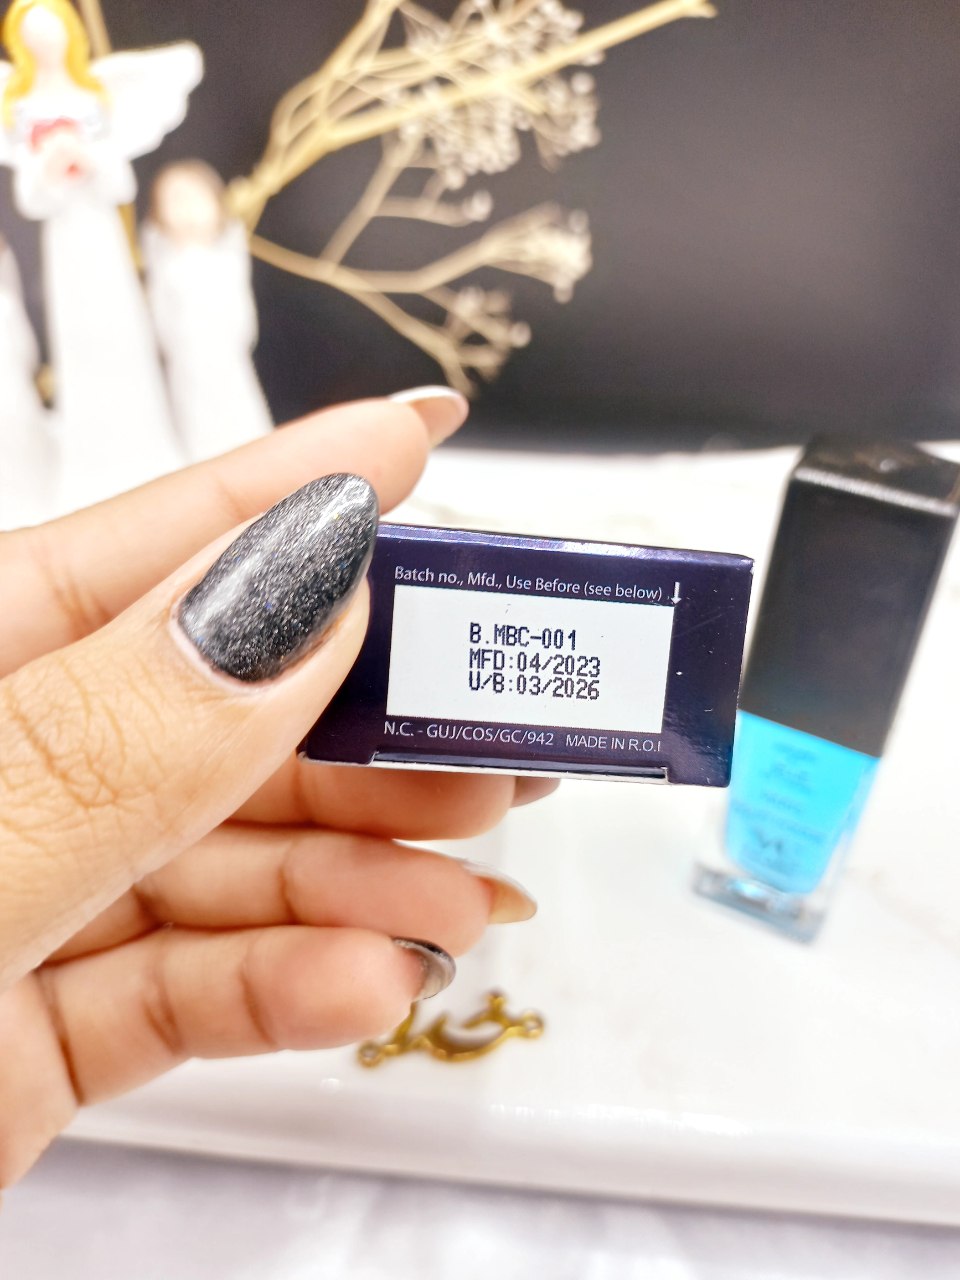 Batch no., Mfd., Use Before (see below) ↓
B.MBC-001
MFD:04/2023
U/B:03/2026
N.C. - GUJ/COS/GC/942 MADE IN R.O.I